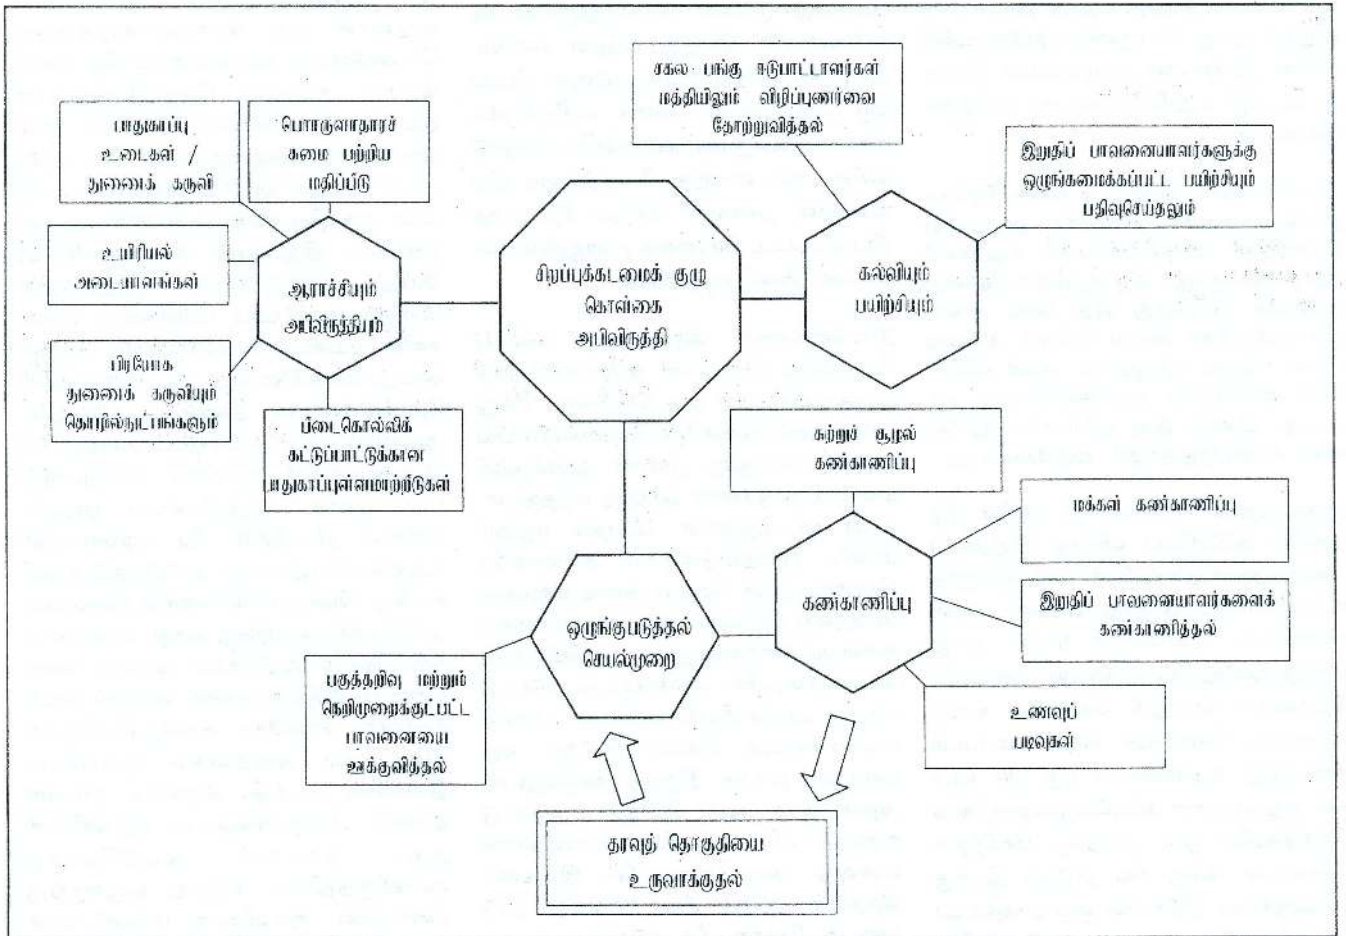 சகல பங்கு ஈடுபாட்டாளர்கள்
மத்தியிலும் விழிப்புணர்வை
தோற்றுவித்தல்
பாதுகாப்பு
உடைகள் /
துணைக் கருவி
பொருளாதாரச்
சுமை பற்றிய
மதிப்பீடு
இறுதிப் பாவனையாளர்களுக்கு
ஒழுங்கமைக்கப்பட்ட பயிற்சியும்
பதிவுசெய்தலும்
உயிரியல்
அடையாளங்கள்
ஆராச்சியும்
அபிவிருத்தியும்
சிறப்புக்கடமைக் குழு
கொள்கை
அபிவிருத்தி
கல்வியும்
பயிற்சியும்
பிரயோக
துணைக் கருவியும்
தொழில்நுட்பங்களும்
பீடைகொல்லிக்
கட்டுப்பாட்டுக்கான
பாதுகாப்புள்ளமாற்றீடுகள்
சுற்றுச் சூழல்
கண்காணிப்பு
மக்கள் கண்காணிப்பு
கண்காணிப்பு
இறுதிப் பாவனையாளர்களைக்
கண்காணித்தல்
ஒழுங்குபடுத்தல்
செயல்முறை
பகுத்தறிவு மற்றும்
நெறிமுறைக்குட்பட்ட
பாவனையை
ஊக்குவித்தல்
உணவுப்
படிவுகள்
தரவுத் தொகுதியை
உருவாக்குதல்